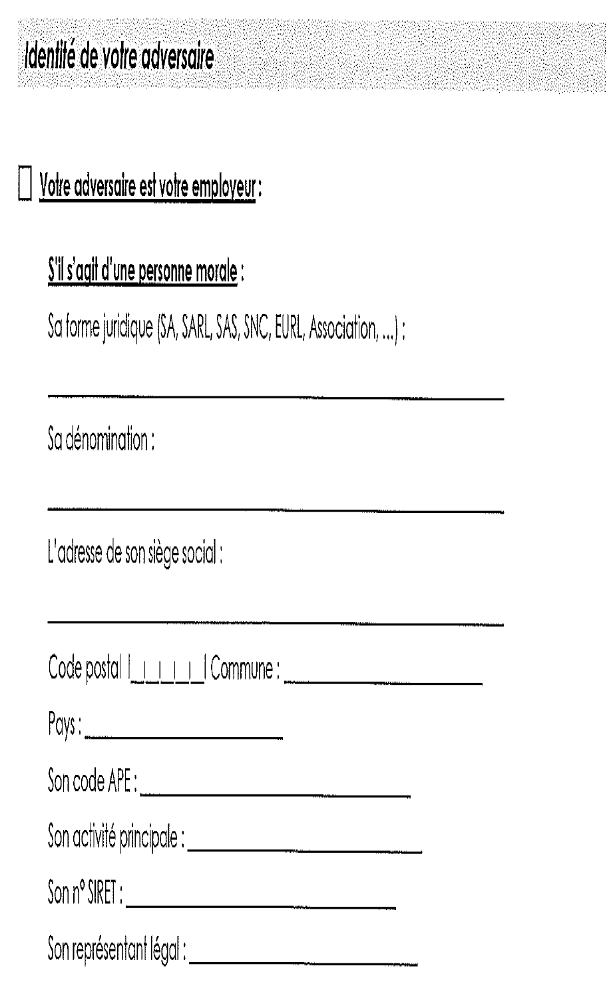 Identité de votre adversaire
Votre adversaire est votre employeur :
S'il s'agit d'une personne morale :
Sa forme juridique (SA, SARL, SAS, SNC, EURL, Association, ...) :
Sa dénomination :
L'adresse de son siège social :
Code postal |_|_|_|_|_| Commune :
Pays :
Son code APE :
Son activité principale :
Son n° SIRET :
Son représentant légal :